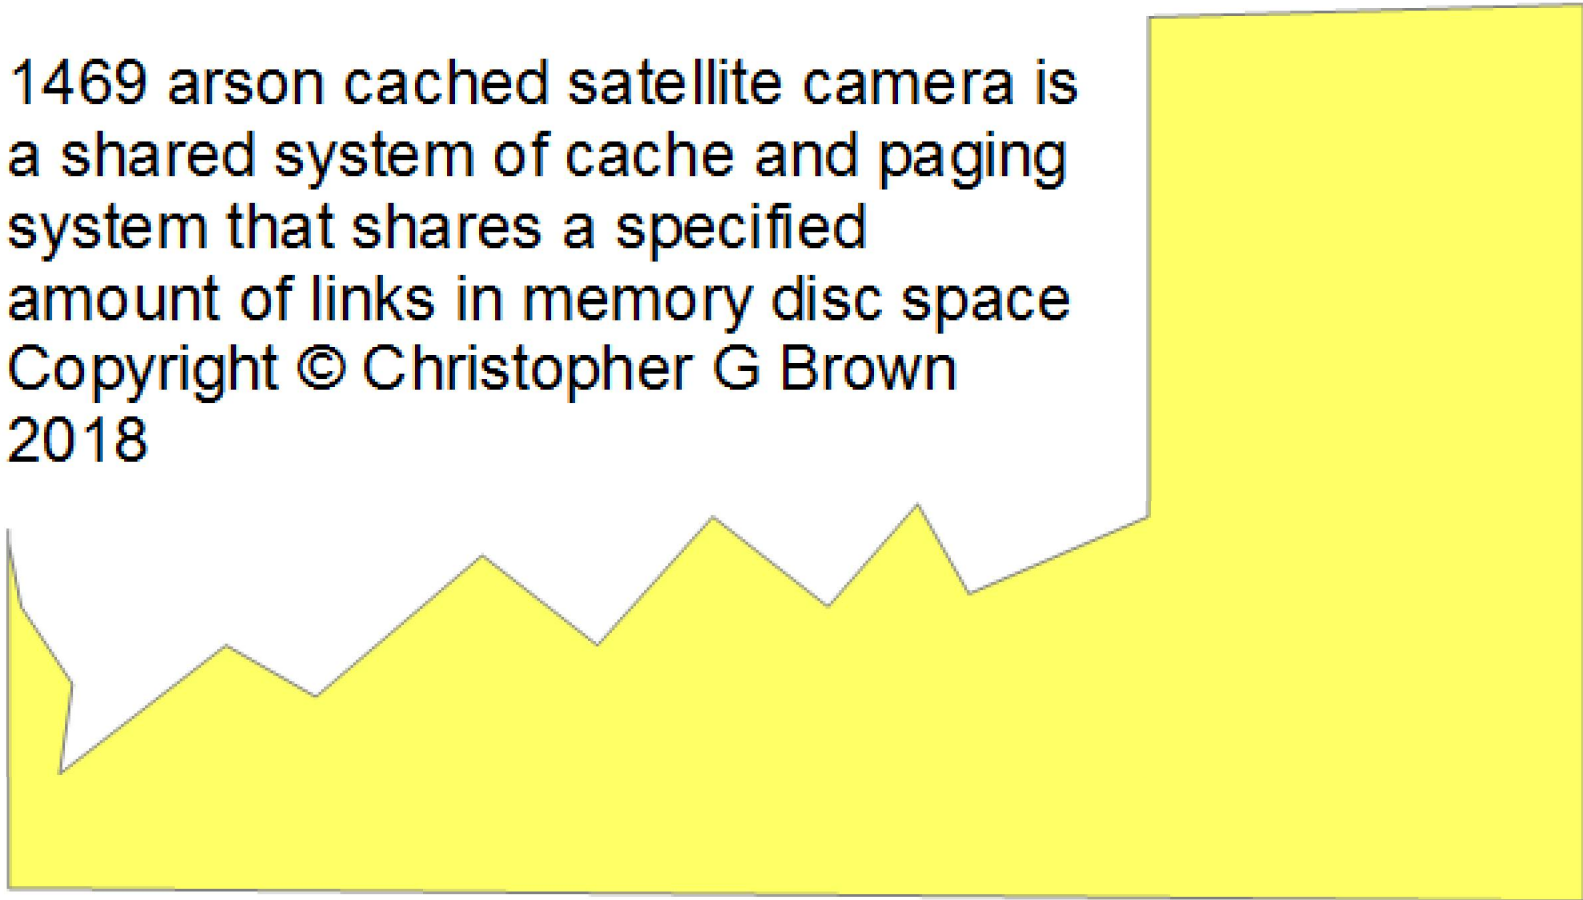 1469 arson cached satellite camera is
a shared system of cache and paging
system that shares a specified
amount of links in memory disc space
Copyright © Christopher G Brown
2018